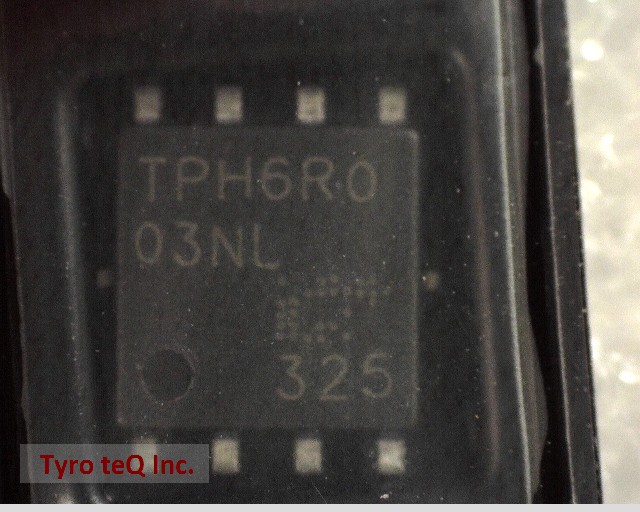 TPH6R0
03NL
325
Tyro teQ Inc.